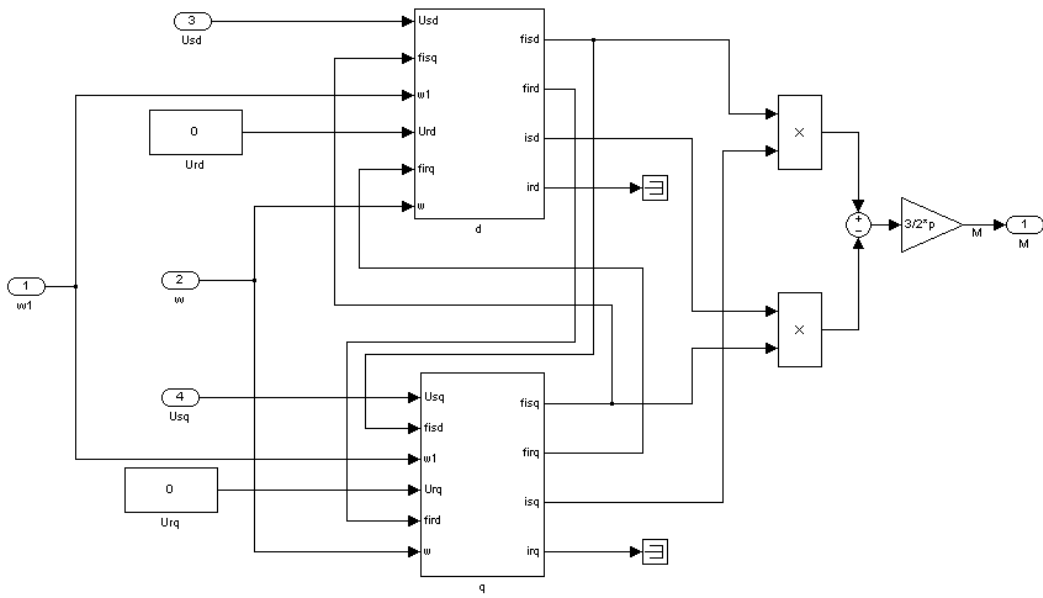 3
Usd
Usd
fisq
w1
0
Urd
Urd
firq
w
fisd
fird
isd
ird
d
×
+
−
3/2*p
M
1
M
1
w1
2
w
×
4
Usq
Usq
fisd
w1
0
Urq
Urq
fird
w
fisq
firq
isq
irq
q